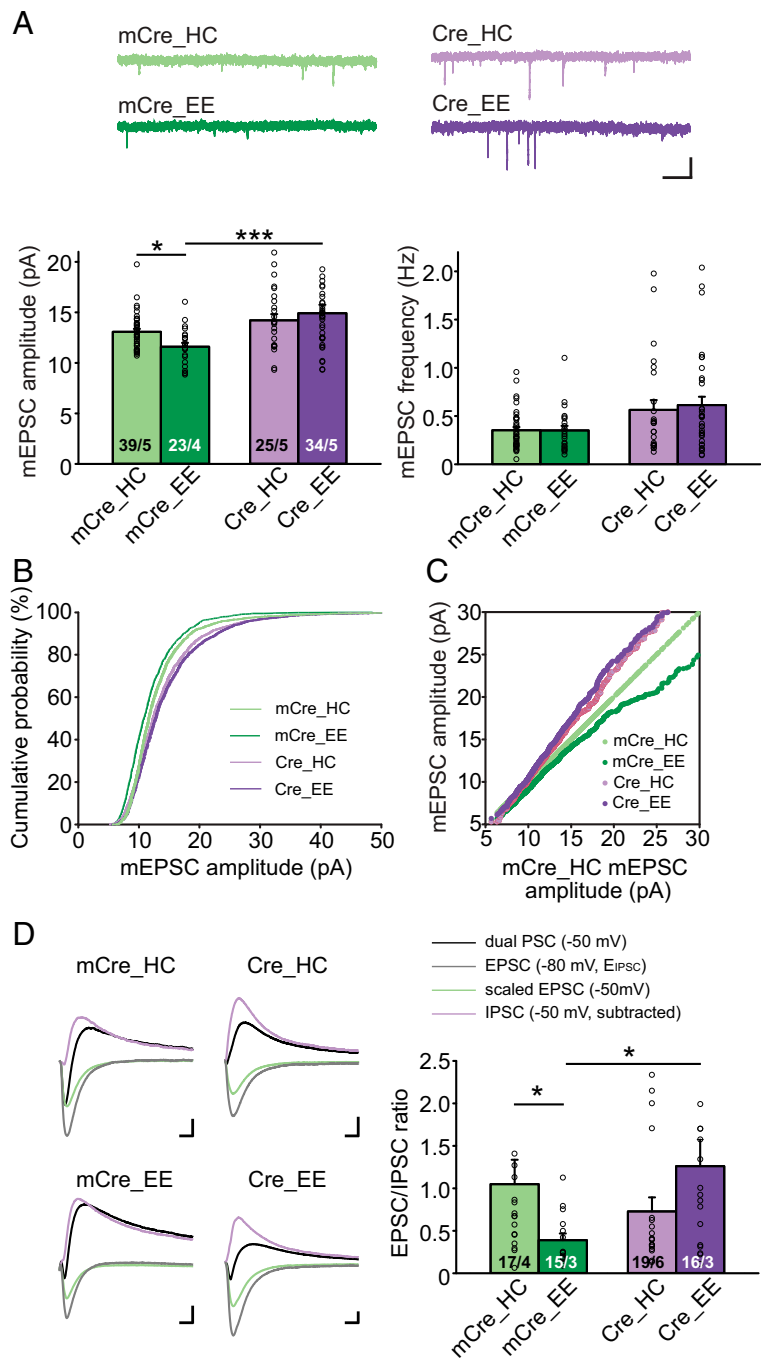 A
mCre_HC
Cre_HC
mCre_EE
Cre_EE
* ***
mEPSC amplitude (pA)
20
15
10
5
0
39/5 23/4 25/5 34/5
mCre_HC
mCre_EE
Cre_HC
Cre_EE
mEPSC frequency (Hz)
2.0
1.5
1.0
0.5
0
mCre_HC
mCre_EE
Cre_HC
Cre_EE
B
Cumulative probability (%)
100
80
60
40
20
0
mCre_HC
mCre_EE
Cre_HC
Cre_EE
0 10 20 30 40 50
mEPSC amplitude (pA)
C
mEPSC amplitude (pA)
30
25
20
15
10
5
mCre_HC
mCre_EE
Cre_HC
Cre_EE
5 10 15 20 25 30
mCre_HC mEPSC
amplitude (pA)
D
mCre_HC
Cre_HC
mCre_EE
Cre_EE
dual PSC (-50 mV)
EPSC (-80 mV, EIPSC)
scaled EPSC (-50mV)
IPSC (-50 mV, subtracted)
EPSC/IPSC ratio
2.5
2.0
1.5
1.0
0.5
0
* *
17/4 15/3 19/6 16/3
mCre_HC
mCre_EE
Cre_HC
Cre_EE